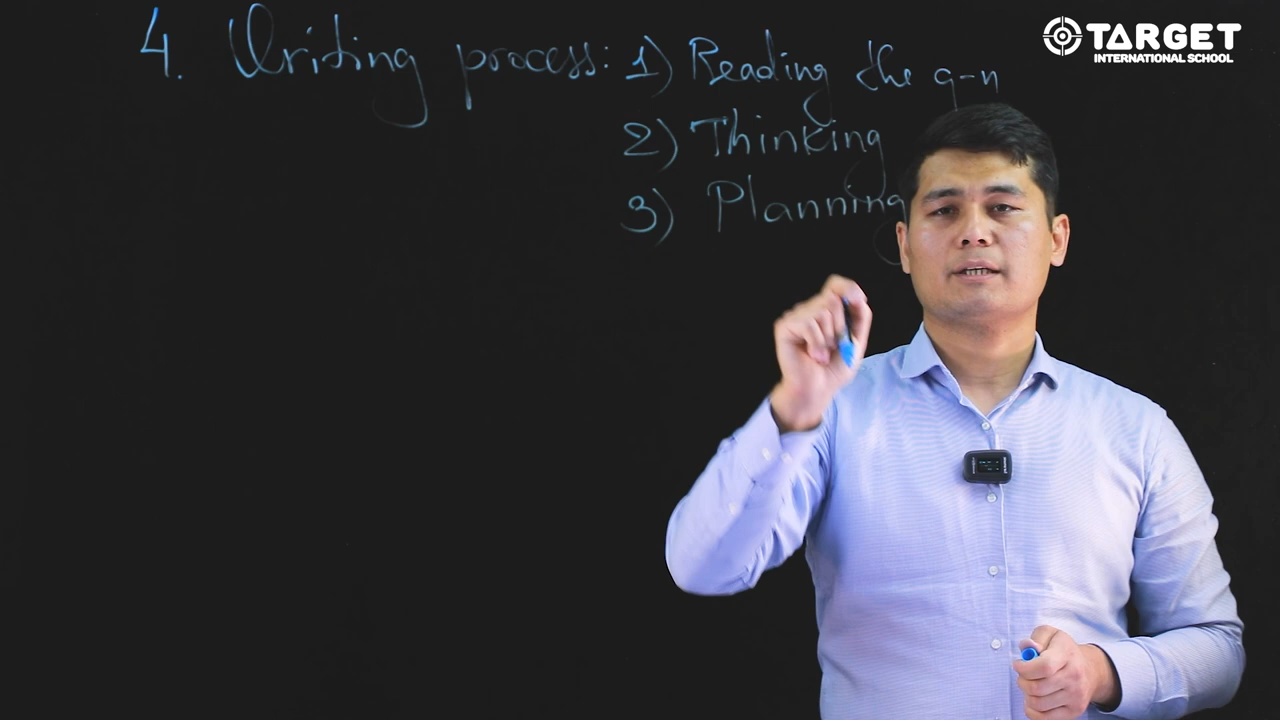 4. Writing process: 1) Reading the q-n
2) Thinking
3) Planning
TARGET
INTERNATIONAL SCHOOL